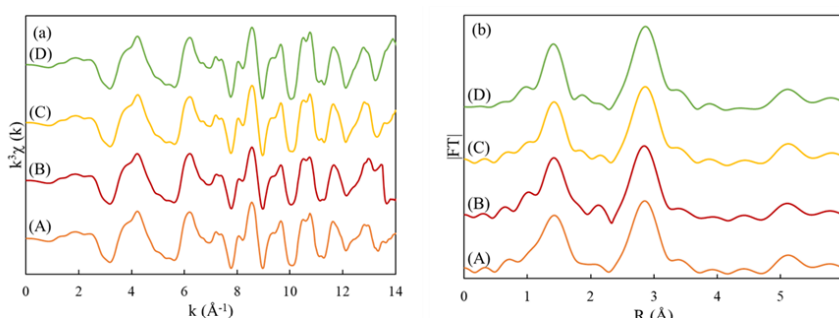 (a)
(D)
(C)
(B)
(A)
k³χ (k)
0 2 4 6 8 10 12 14
k (Å⁻¹)
(b)
(D)
(C)
(B)
(A)
|FT|
0 1 2 3 4 5
R (Å)